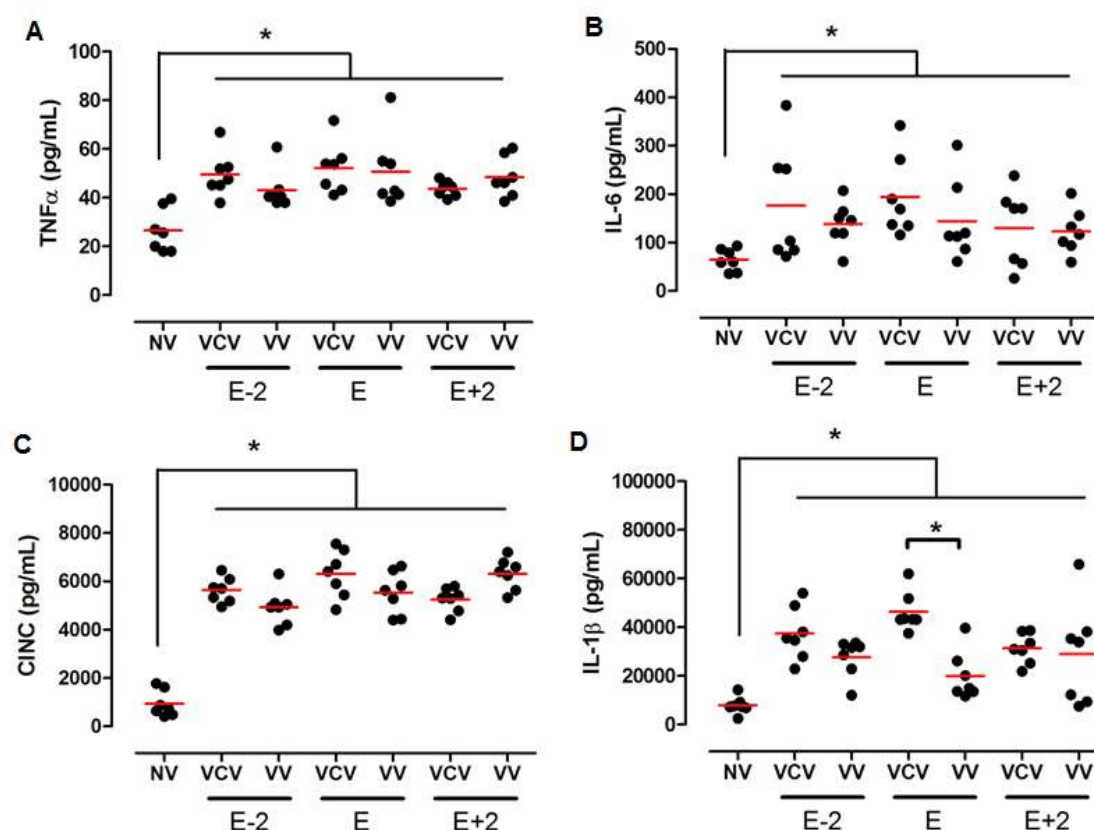 A
*
100
80
60
40
20
0
TNFα (pg/mL)
NV VCV VV VCV VV VCV VV
E-2 E E+2
B
*
500
400
300
200
100
0
IL-6 (pg/mL)
NV VCV VV VCV VV VCV VV
E-2 E E+2
C
*
10000
8000
6000
4000
2000
0
CINC (pg/mL)
NV VCV VV VCV VV VCV VV
E-2 E E+2
D
*
*
100000
80000
60000
40000
20000
0
IL-1β (pg/mL)
NV VCV VV VCV VV VCV VV
E-2 E E+2